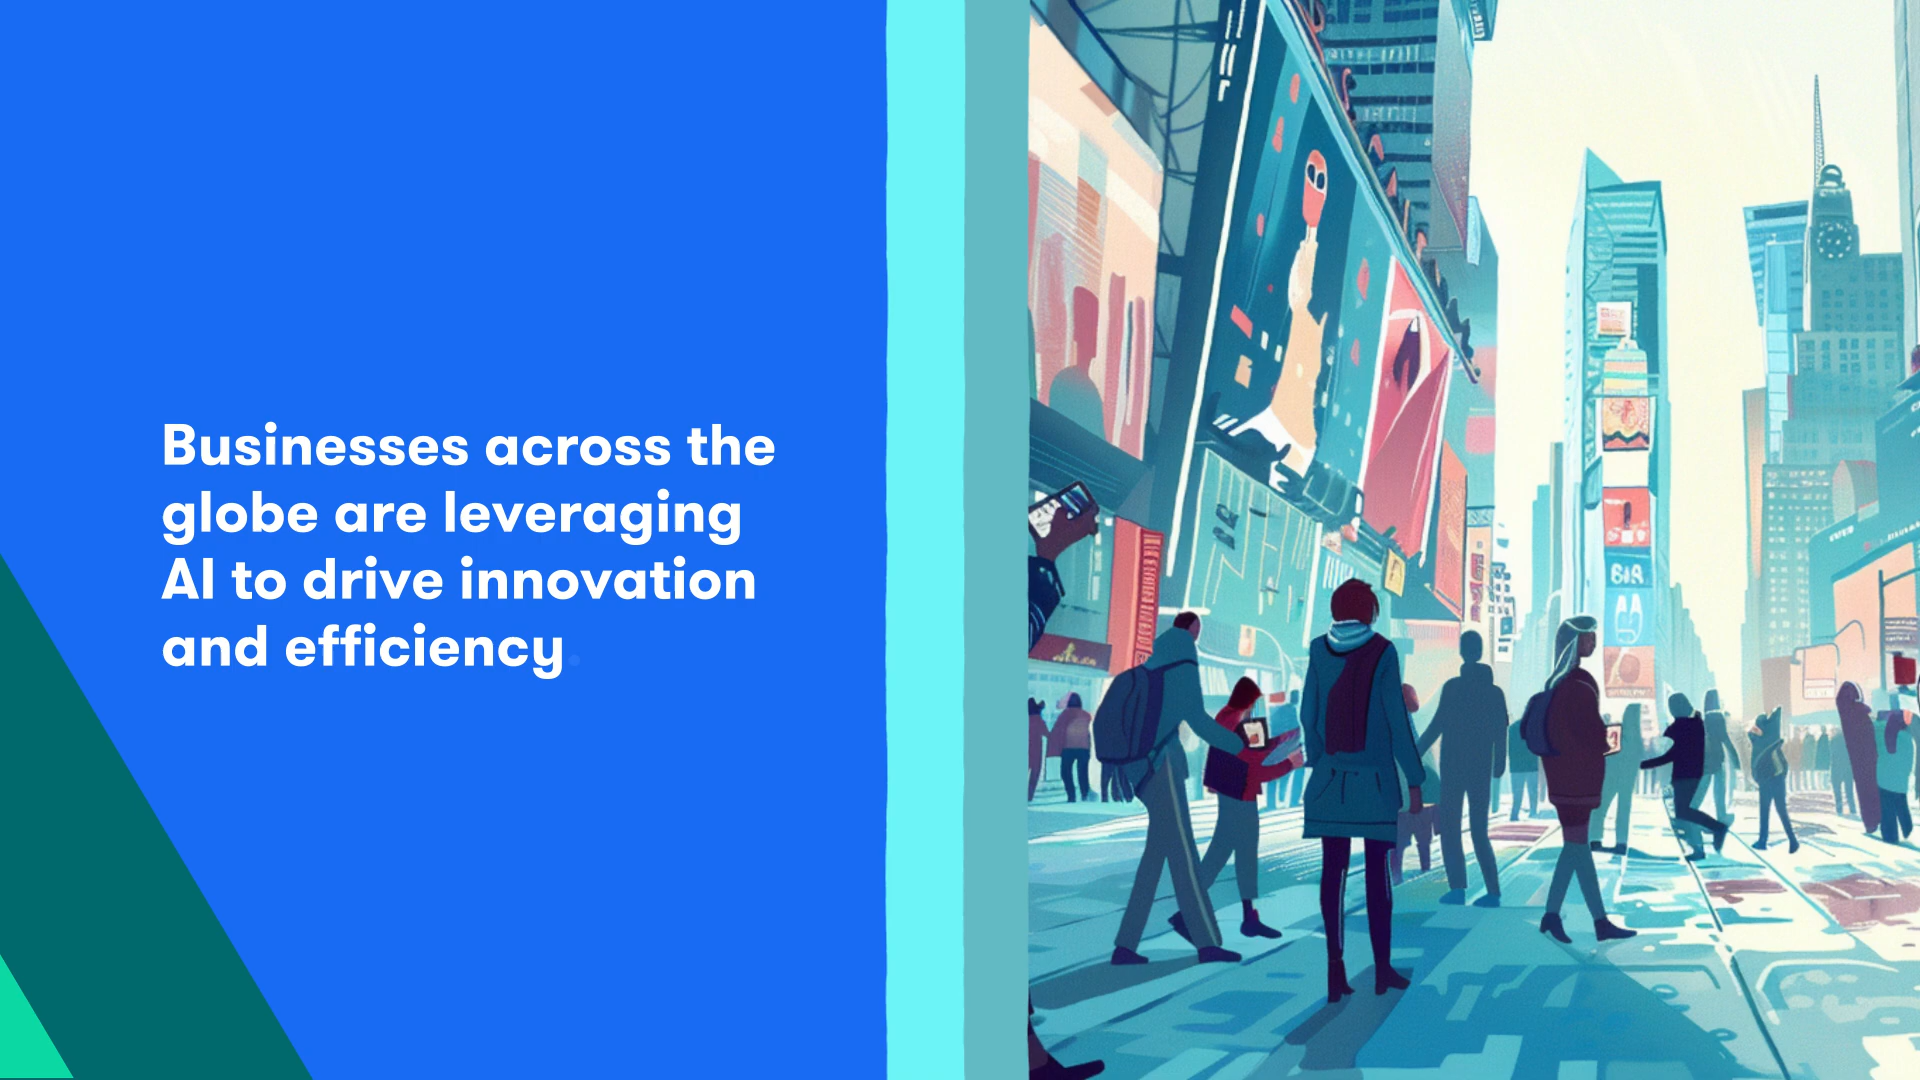 Businesses across the
globe are leveraging
AI to drive innovation
and efficiency.